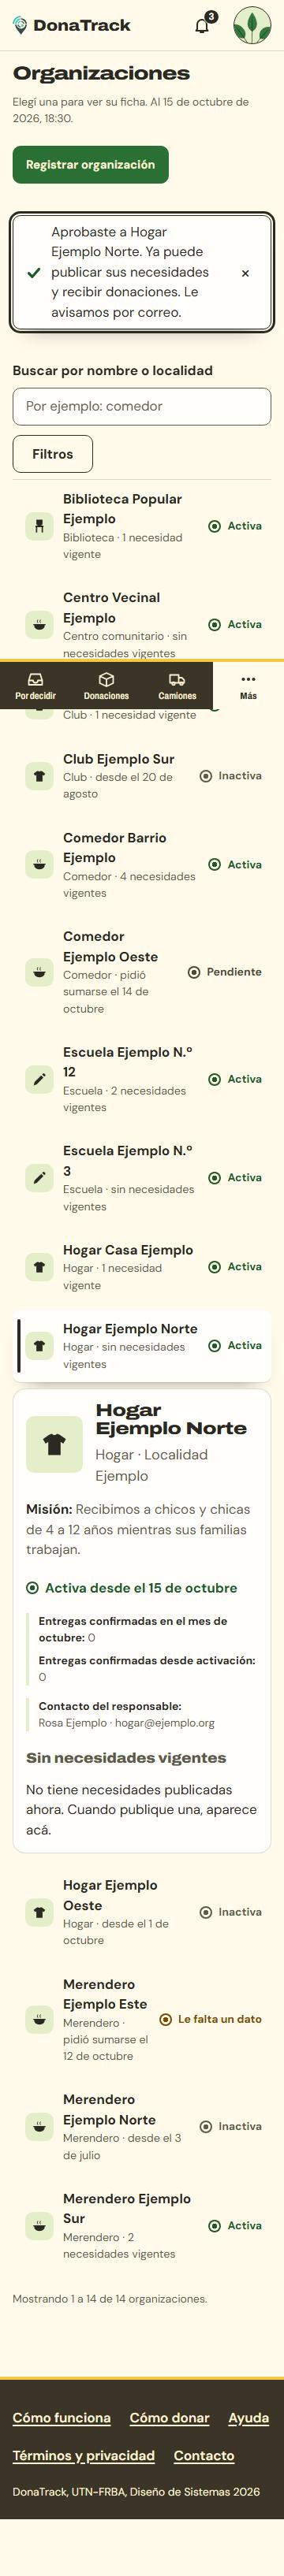 DonaTrack
3
Organizaciones
Elegí una para ver su ficha. Al 15 de octubre de
2026, 18:30.
Registrar organización
Aprobaste a Hogar
Ejemplo Norte. Ya puede
publicar sus necesidades
y recibir donaciones. Le
avisamos por correo.
Buscar por nombre o localidad
Por ejemplo: comedor
Filtros
Biblioteca Popular
Ejemplo
Biblioteca · 1 necesidad
vigente
Activa
Centro Vecinal
Ejemplo
Centro comunitario · sin
necesidades vigentes
Activa
Por decidir
Donaciones
Camiones
Más
Club · 1 necesidad vigente
Club Ejemplo Sur
Club · desde el 20 de
agosto
Inactiva
Comedor Barrio
Ejemplo
Comedor · 4 necesidades
vigentes
Activa
Comedor
Ejemplo Oeste
Comedor · pidió
sumarse el 14 de
octubre
Pendiente
Escuela Ejemplo N.º
12
Escuela · 2 necesidades
vigentes
Activa
Escuela Ejemplo N.º
3
Escuela · sin necesidades
vigentes
Activa
Hogar Casa Ejemplo
Hogar · 1 necesidad
vigente
Activa
Hogar Ejemplo Norte
Hogar · sin necesidades
vigentes
Activa
Hogar
Ejemplo Norte
Hogar · Localidad
Ejemplo
Misión: Recibimos a chicos y chicas
de 4 a 12 años mientras sus familias
trabajan.
Activa desde el 15 de octubre
Entregas confirmadas en el mes de
octubre: 0
Entregas confirmadas desde activación:
0
Contacto del responsable:
Rosa Ejemplo · hogar@ejemplo.org
Sin necesidades vigentes
No tiene necesidades publicadas
ahora. Cuando publique una, aparece
acá.
Hogar Ejemplo
Oeste
Hogar · desde el 1 de
octubre
Inactiva
Merendero
Ejemplo Este
Merendero ·
pidió sumarse el
12 de octubre
Le falta un dato
Merendero
Ejemplo Norte
Merendero · desde el 3
de julio
Inactiva
Merendero Ejemplo
Sur
Merendero · 2
necesidades vigentes
Activa
Mostrando 1 a 14 de 14 organizaciones.
Cómo funciona
Cómo donar
Ayuda
Términos y privacidad
Contacto
DonaTrack, UTN-FRBA, Diseño de Sistemas 2026